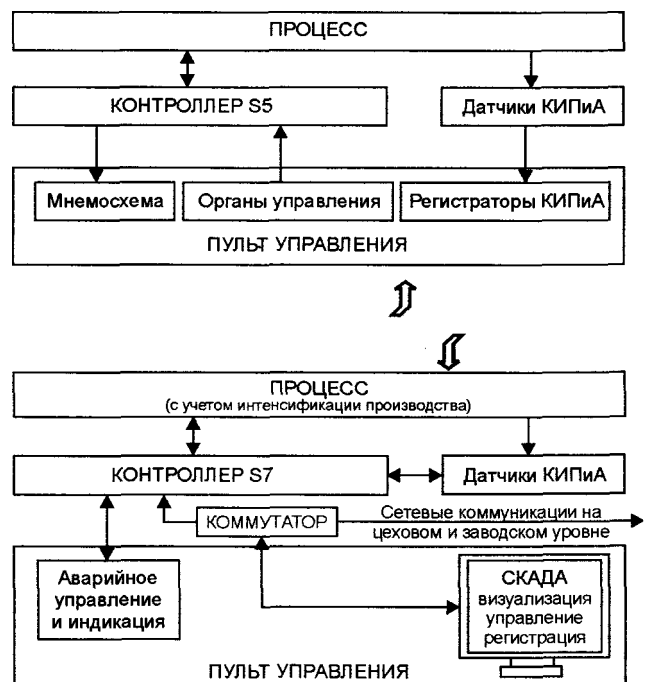 ПРОЦЕСС
КОНТРОЛЛЕР S5
Датчики КИПиА
Мнемосхема
Органы управления
Регистраторы КИПиА
ПУЛЬТ УПРАВЛЕНИЯ
ПРОЦЕСС
(с учетом интенсификации производства)
КОНТРОЛЛЕР S7
Датчики КИПиА
КОММУТАТОР
Сетевые коммуникации на
цеховом и заводском уровне
Аварийное
управление
и индикация
СКАДА
визуализация
управление
регистрация
ПУЛЬТ УПРАВЛЕНИЯ